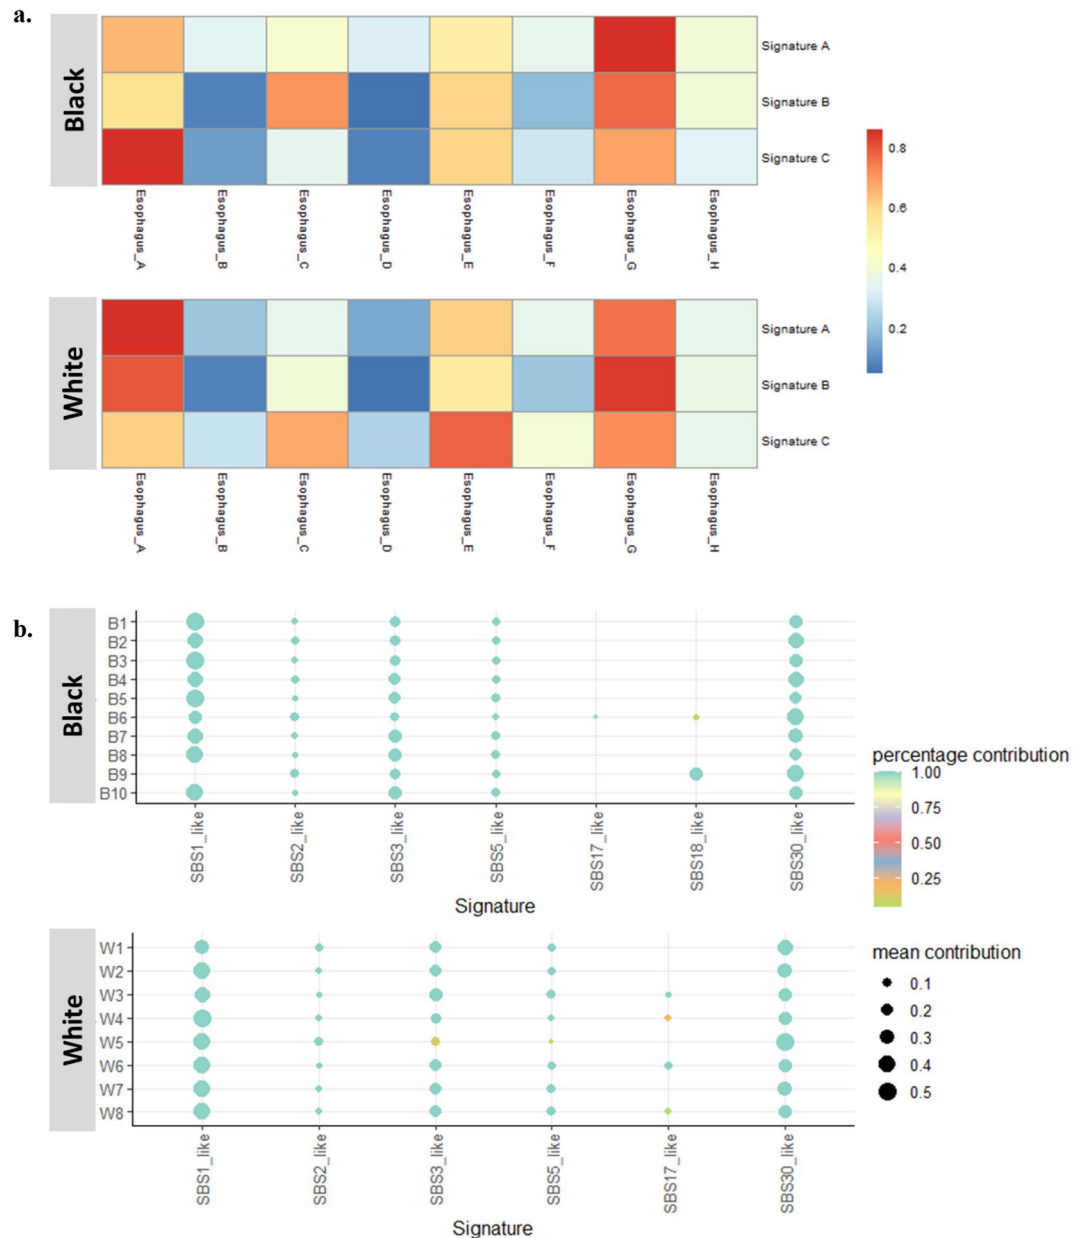 a.
Black
Signature A
Signature B
Signature C
Esophagus_A Esophagus_B Esophagus_C Esophagus_D Esophagus_E Esophagus_F Esophagus_G Esophagus_H
0.8
0.6
0.4
0.2
White
Signature A
Signature B
Signature C
Esophagus_A Esophagus_B Esophagus_C Esophagus_D Esophagus_E Esophagus_F Esophagus_G Esophagus_H
b.
Black
B1
B2
B3
B4
B5
B6
B7
B8
B9
B10
SBS1_like SBS2_like SBS3_like SBS5_like SBS17_like SBS18_like SBS30_like
Signature
percentage contribution
1.00
0.75
0.50
0.25
White
W1
W2
W3
W4
W5
W6
W7
W8
SBS1_like SBS2_like SBS3_like SBS5_like SBS17_like SBS30_like
Signature
mean contribution
0.1
0.2
0.3
0.4
0.5